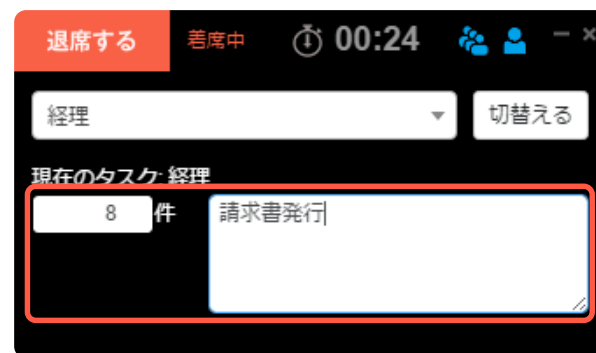 退席する 着席中 00:24
経理 切替える
現在のタスク: 経理
8 件 請求書発行